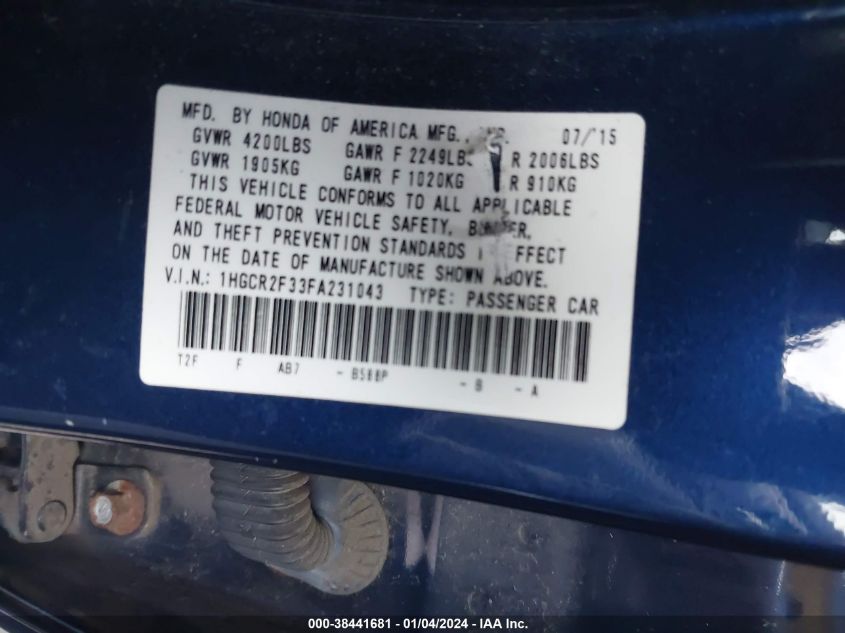 MFD. BY HONDA OF AMERICA MFG. 07/'15
GVWR 4200LBS GAWR F 2249LBS R 2006LBS
GVWR 1905KG GAWR F 1020KG R 910KG
THIS VEHICLE CONFORMS TO ALL APPLICABLE
FEDERAL MOTOR VEHICLE SAFETY, BUMPER,
AND THEFT PREVENTION STANDARDS EFFECT
ON THE DATE OF MANUFACTURE SHOWN ABOVE.
V.I.N.: 1HGCR2F33FA231043 TYPE: PASSENGER CAR
T2F F AB7 - B588P - B - A
000-38441681 - 01/04/2024 - IAA Inc.